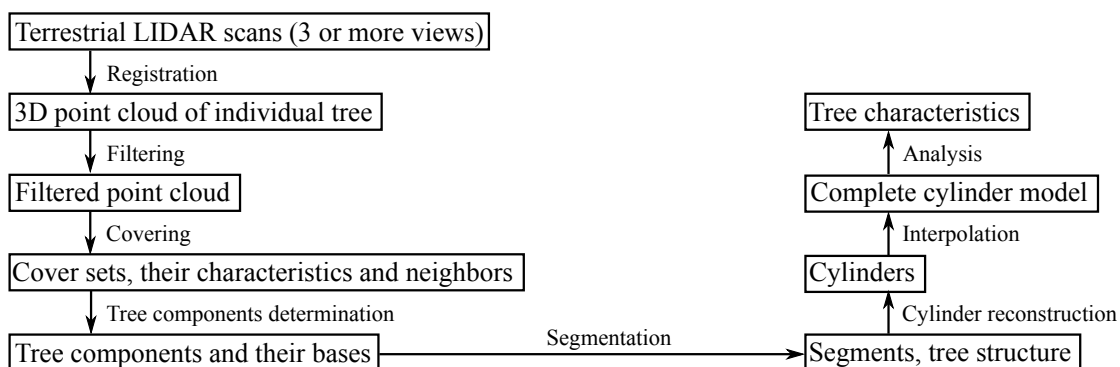 Terrestrial LIDAR scans (3 or more views)
Registration
3D point cloud of individual tree
Filtering
Filtered point cloud
Covering
Cover sets, their characteristics and neighbors
Tree components determination
Tree components and their bases
Segmentation
Segments, tree structure
Cylinder reconstruction
Cylinders
Interpolation
Complete cylinder model
Analysis
Tree characteristics